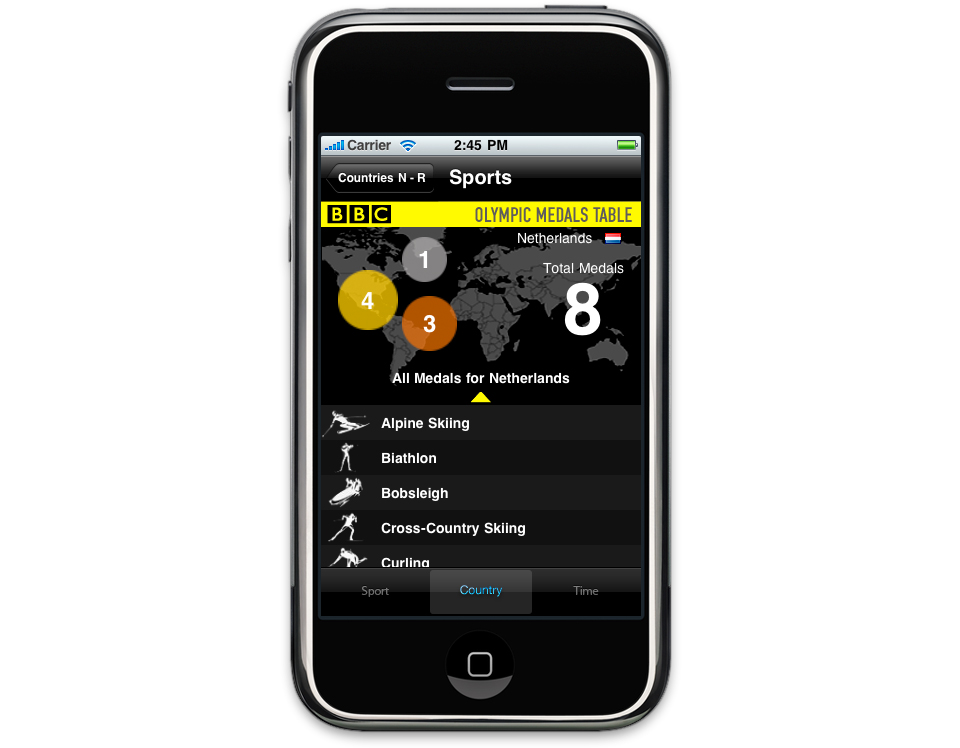 Carrier 2:45 PM
Countries N - R Sports
BBC OLYMPIC MEDALS TABLE
Netherlands
1
Total Medals
4
8
3
All Medals for Netherlands
Alpine Skiing
Biathlon
Bobsleigh
Cross-Country Skiing
Curling
Sport Country Time